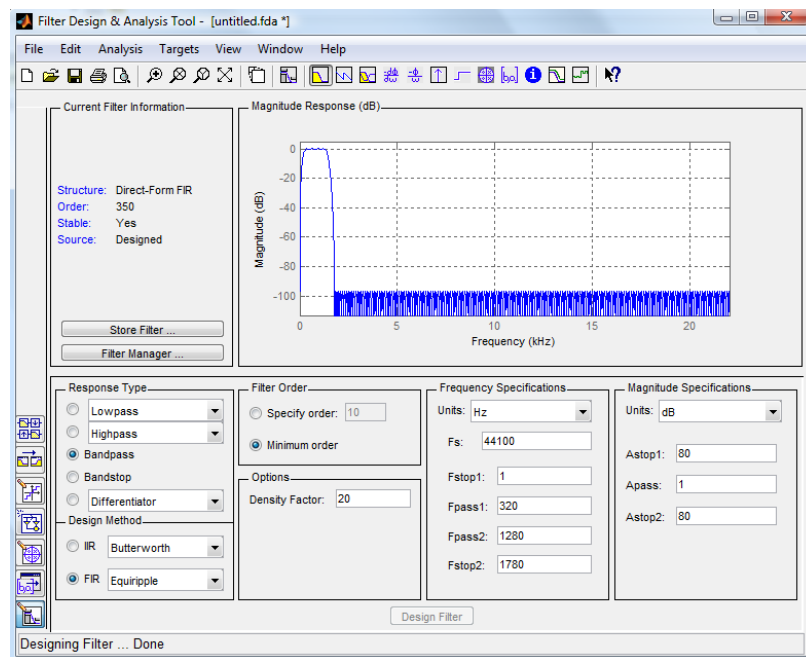 Filter Design & Analysis Tool - [untitled.fda *]
File Edit Analysis Targets View Window Help
Current Filter Information
Structure: Direct-Form FIR
Order: 350
Stable: Yes
Source: Designed
Store Filter ...
Filter Manager ...
Magnitude Response (dB)
Magnitude (dB)
0
-20
-40
-60
-80
-100
0 5 10 15 20
Frequency (kHz)
Response Type
Lowpass
Highpass
Bandpass
Bandstop
Differentiator
Design Method
IIR Butterworth
FIR Equiripple
Filter Order
Specify order: 10
Minimum order
Options
Density Factor: 20
Frequency Specifications
Units: Hz
Fs: 44100
Fstop1: 1
Fpass1: 320
Fpass2: 1280
Fstop2: 1780
Magnitude Specifications
Units: dB
Astop1: 80
Apass: 1
Astop2: 80
Design Filter
Designing Filter ... Done